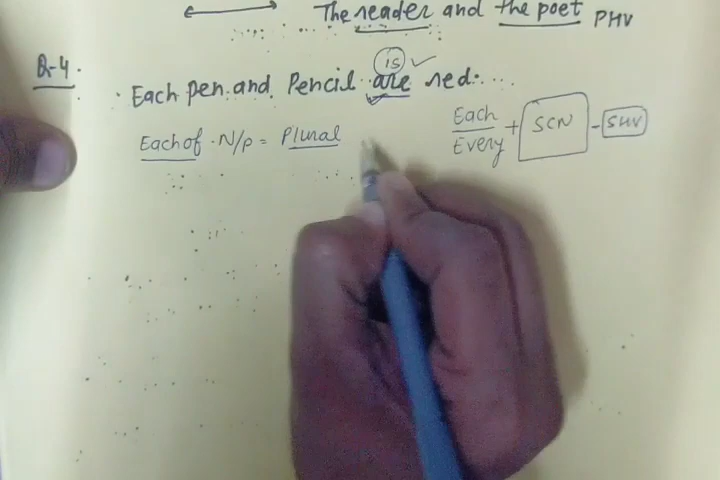 The reader and the poet PHV
Q-4.
is ✓
Each pen and Pencil are red.
Each of . N/P = Plural
Each
Every + SCN - SHV